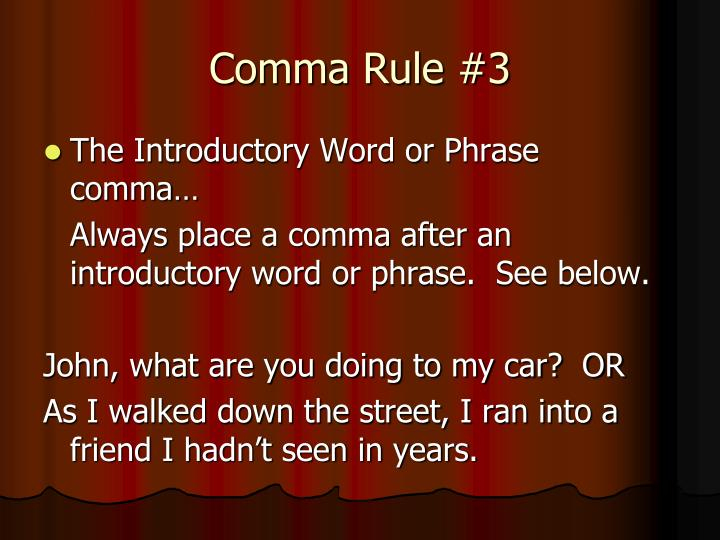 Comma Rule #3
The Introductory Word or Phrase
comma…
Always place a comma after an
introductory word or phrase.  See below.
John, what are you doing to my car?  OR
As I walked down the street, I ran into a
friend I hadn’t seen in years.